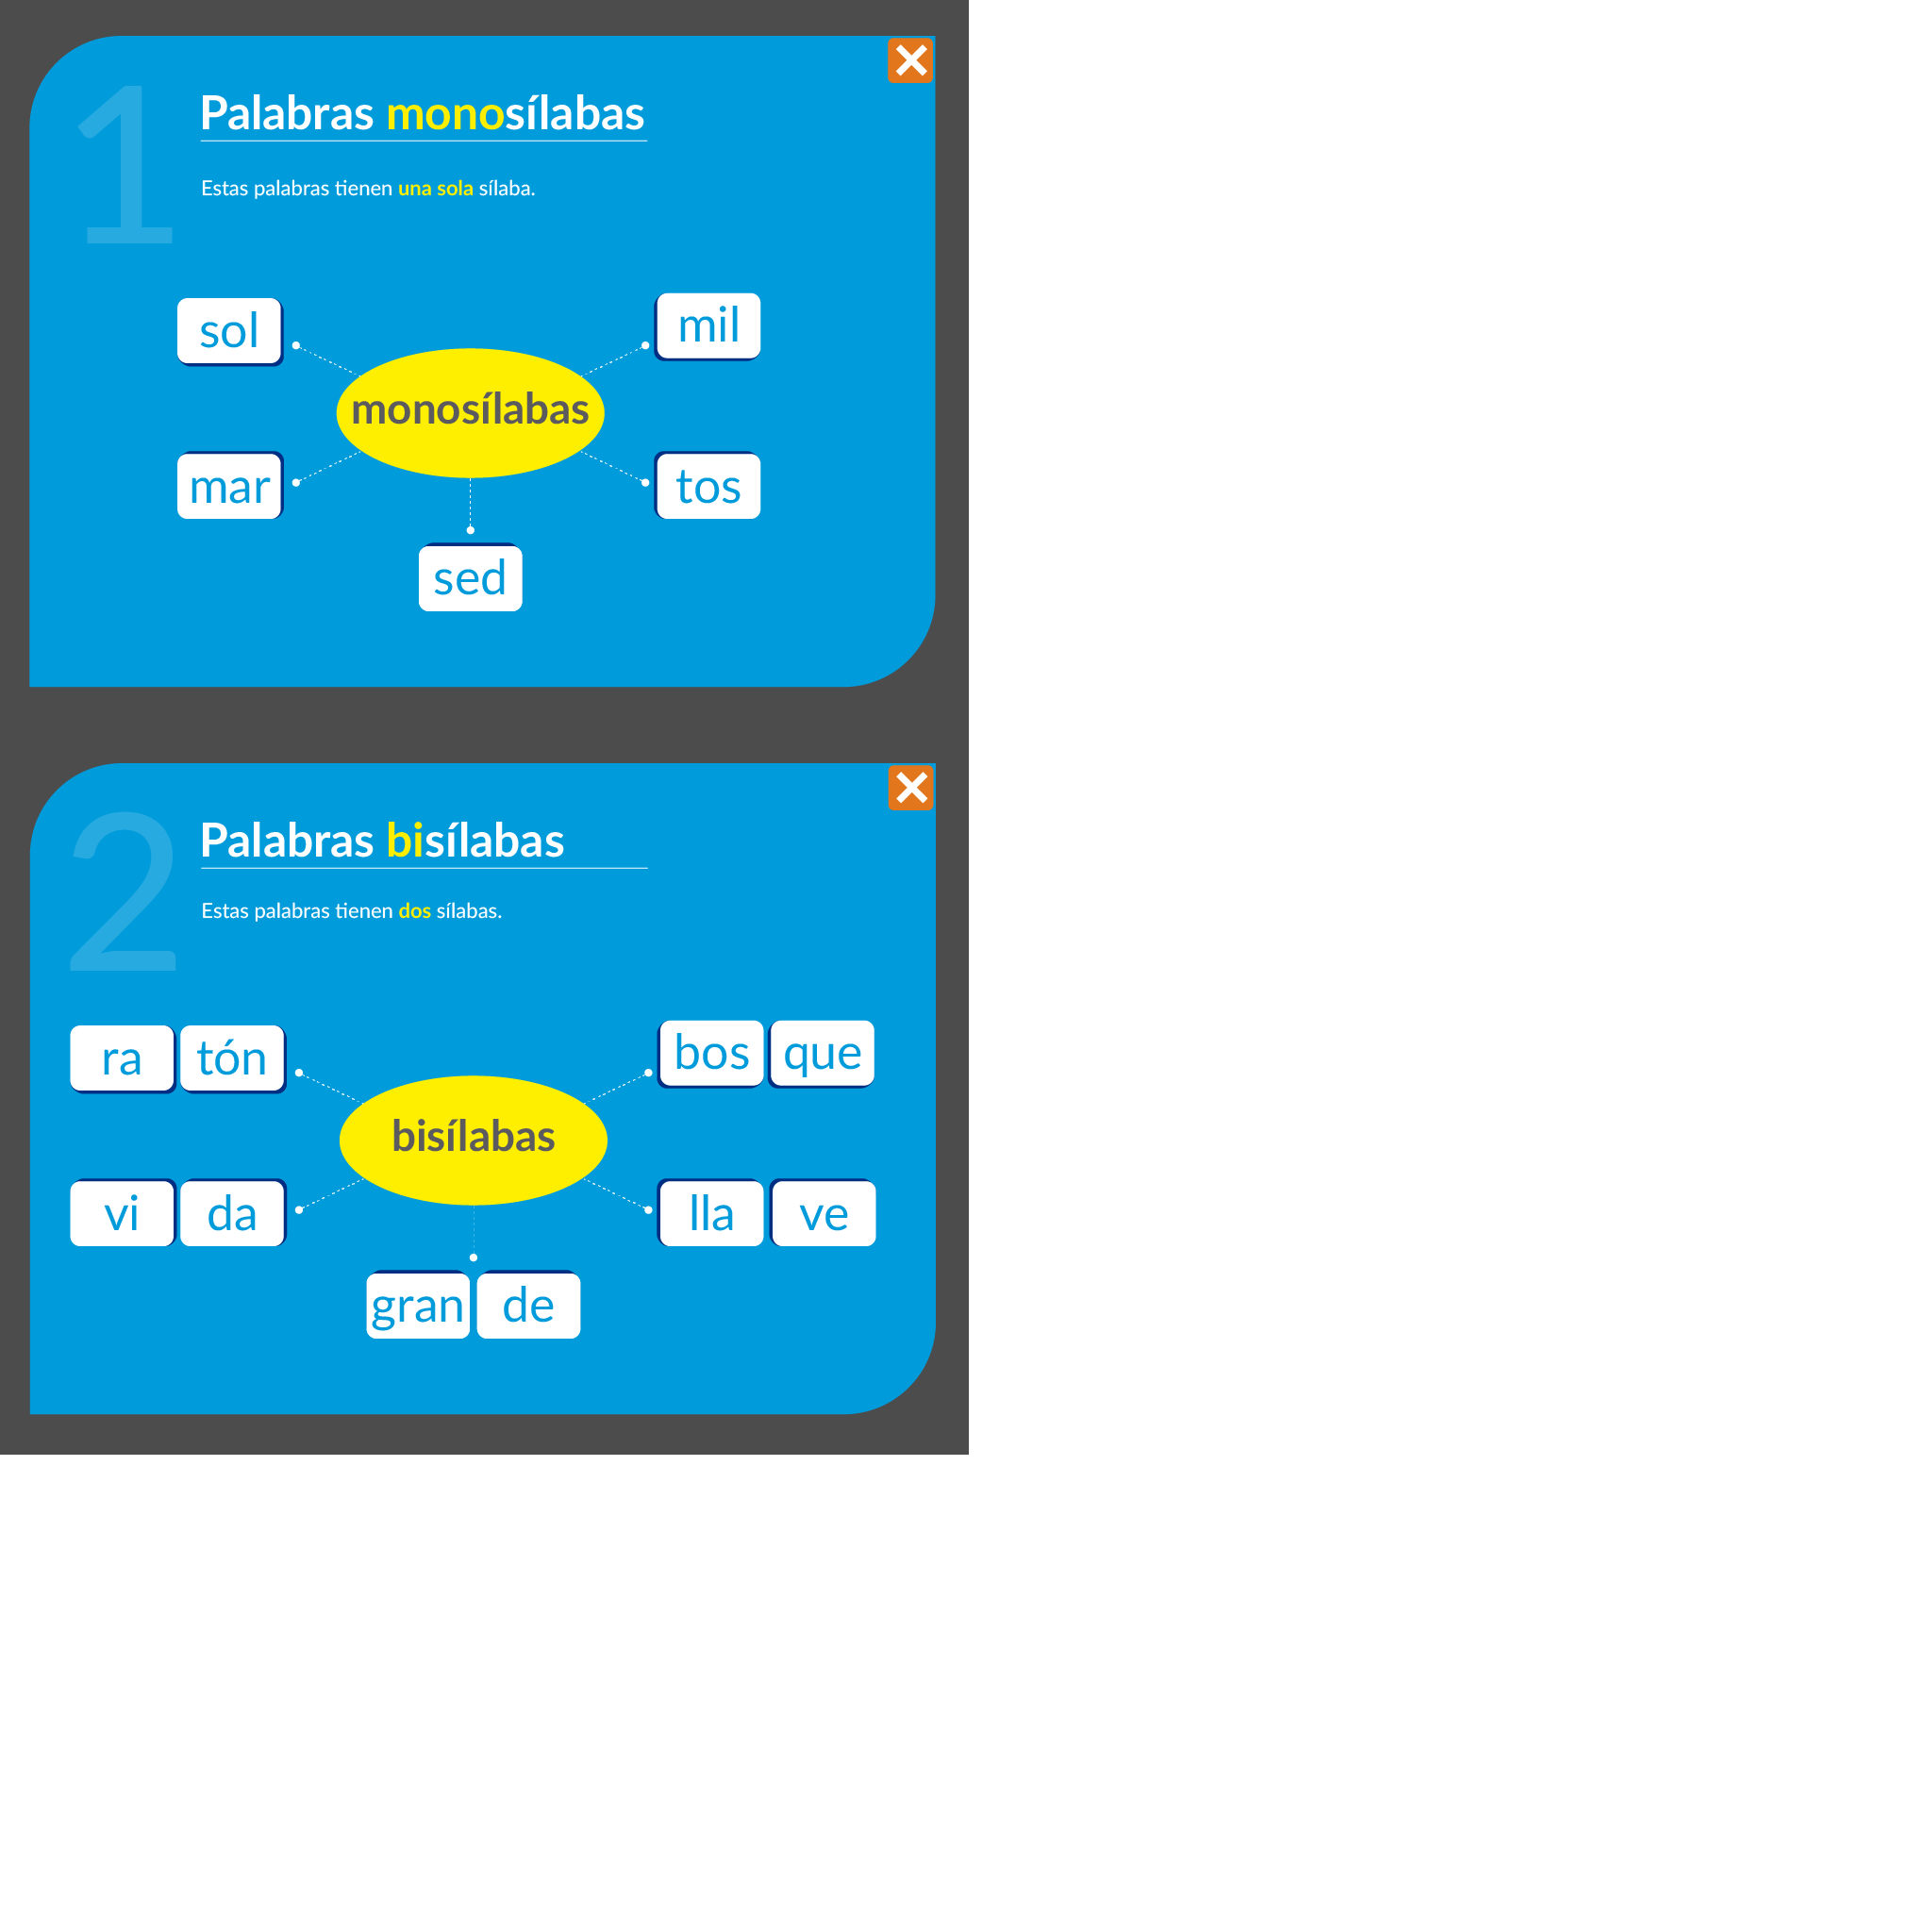 1
Palabras monosílabas
Estas palabras tienen una sola sílaba.
sol
mil
monosílabas
mar
tos
sed
2
Palabras bisílabas
Estas palabras tienen dos sílabas.
ra tón
bos que
bisílabas
vi da
lla ve
gran de